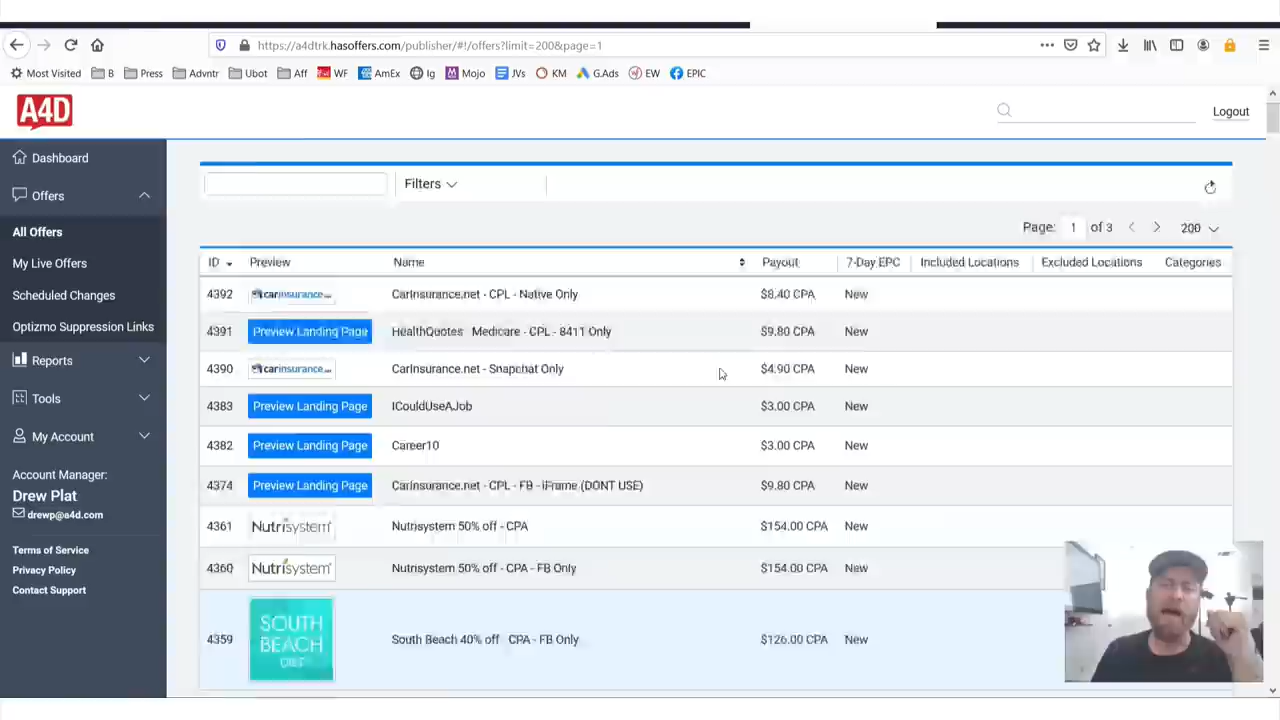 https://a4dtrk.hasoffers.com/publisher/#!/offers?limit=200&page=1
Most Visited B Press Advntr Ubot Aff WF AmEx Ig Mojo JVs KM G.Ads EW EPIC
A4D
Logout
Dashboard
Offers
All Offers
My Live Offers
Scheduled Changes
Optizmo Suppression Links
Reports
Tools
My Account
Account Manager:
Drew Plat
drewp@a4d.com
Terms of Service
Privacy Policy
Contact Support
Filters
Page: 1 of 3 200
ID Preview Name Payout 7-Day EPC Included Locations Excluded Locations Categories
4392 carinsurance.net CarInsurance.net - CPL - Native Only $8.40 CPA New
4391 Preview Landing Page HealthQuotes Medicare - CPL - 8411 Only $9.80 CPA New
4390 carinsurance.net CarInsurance.net - Snapchat Only $4.90 CPA New
4383 Preview Landing Page ICouldUseAJob $3.00 CPA New
4382 Preview Landing Page Career10 $3.00 CPA New
4374 Preview Landing Page CarInsurance.net - CPL - FB - iFrame (DONT USE) $9.80 CPA New
4361 Nutrisystem Nutrisystem 50% off - CPA $154.00 CPA New
4360 Nutrisystem Nutrisystem 50% off - CPA - FB Only $154.00 CPA New
4359 SOUTH BEACH DIET South Beach 40% off CPA - FB Only $126.00 CPA New